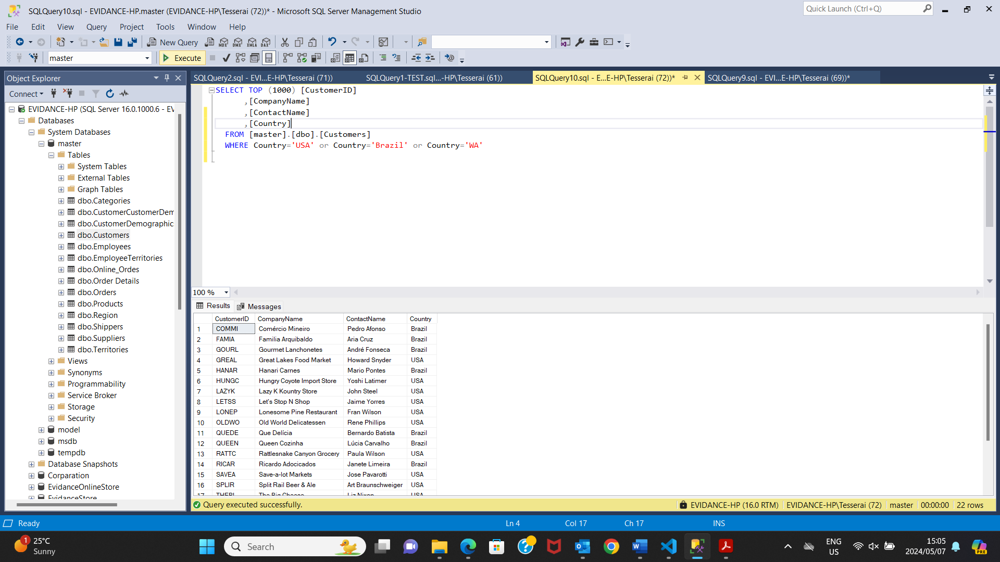 SQLQuery10.sql - EVIDANCE-HP.master (EVIDANCE-HP\Tesserai (72))* - Microsoft SQL Server Management Studio
Quick Launch (Ctrl+Q)
File Edit View Query Project Tools Window Help
New Query
MDX DMX XMLA DAX
master
Execute
Object Explorer
SQLQuery2.sql - EVI...E-HP\Tesserai (71))
SQLQuery1-TEST.sql...-HP\Tesserai (61))
SQLQuery10.sql - E...E-HP\Tesserai (72))*
SQLQuery9.sql - EVI...E-HP\Tesserai (69))*
Connect
EVIDANCE-HP (SQL Server 16.0.1000.6 - EV
Databases
System Databases
master
Tables
System Tables
External Tables
Graph Tables
dbo.Categories
dbo.CustomerCustomerDem
dbo.CustomerDemographic
dbo.Customers
dbo.Employees
dbo.EmployeeTerritories
dbo.Online_Ordes
dbo.Order Details
dbo.Orders
dbo.Products
dbo.Region
dbo.Shippers
dbo.Suppliers
dbo.Territories
Views
Synonyms
Programmability
Service Broker
Storage
Security
model
msdb
tempdb
Database Snapshots
Corparation
EvidanceOnlineStore
EvidanceStore
SELECT TOP (1000) [CustomerID]
,[CompanyName]
,[ContactName]
,[Country]
FROM [master].[dbo].[Customers]
WHERE Country='USA' or Country='Brazil' or Country='WA'
100 %
Results Messages
CustomerID CompanyName ContactName Country
1 COMMI Comércio Mineiro Pedro Afonso Brazil
2 FAMIA Familia Arquibaldo Aria Cruz Brazil
3 GOURL Gourmet Lanchonetes André Fonseca Brazil
4 GREAL Great Lakes Food Market Howard Snyder USA
5 HANAR Hanari Carnes Mario Pontes Brazil
6 HUNGC Hungry Coyote Import Store Yoshi Latimer USA
7 LAZYK Lazy K Kountry Store John Steel USA
8 LETSS Let's Stop N Shop Jaime Yorres USA
9 LONEP Lonesome Pine Restaurant Fran Wilson USA
10 OLDWO Old World Delicatessen Rene Phillips USA
11 QUEDE Que Delícia Bernardo Batista Brazil
12 QUEEN Queen Cozinha Lúcia Carvalho Brazil
13 RATTC Rattlesnake Canyon Grocery Paula Wilson USA
14 RICAR Ricardo Adocicados Janete Limeira Brazil
15 SAVEA Save-a-lot Markets Jose Pavarotti USA
16 SPLIR Split Rail Beer & Ale Art Braunschweiger USA
17 THEBI The Big Cheese Liz Nixon USA
Query executed successfully.
EVIDANCE-HP (16.0 RTM) EVIDANCE-HP\Tesserai (72) master 00:00:00 22 rows
Ready Ln 4 Col 17 Ch 17 INS
1
25°C
Sunny
Search
ENG
US
15:05
2024/05/07
PRE